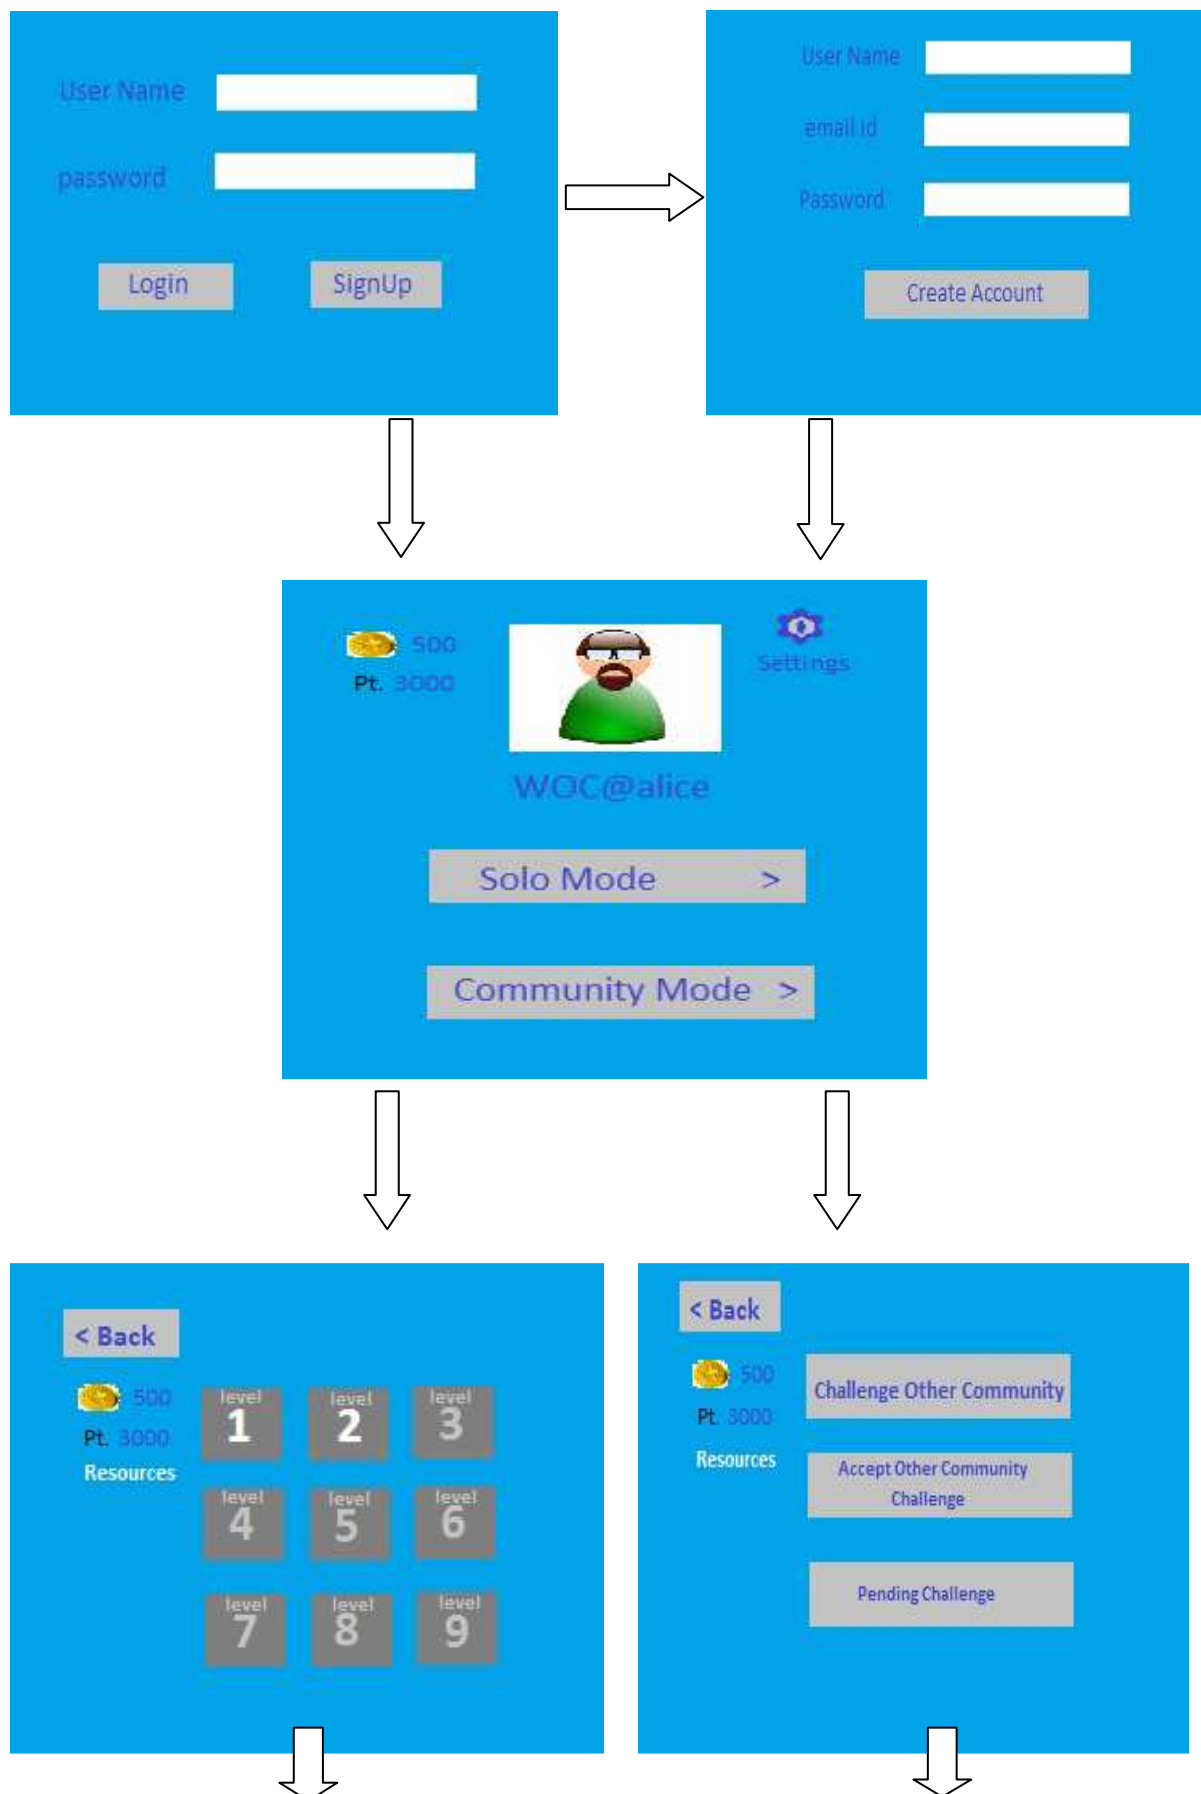 User Name
password
Login
SignUp
User Name
email id
Password
Create Account
500
Pt. 3000
Settings
WOC@alice
Solo Mode >
Community Mode >
< Back
500
Pt. 3000
Resources
level
1
level
2
level
3
level
4
level
5
level
6
level
7
level
8
level
9
< Back
500
Pt. 3000
Resources
Challenge Other Community
Accept Other Community
Challenge
Pending Challenge